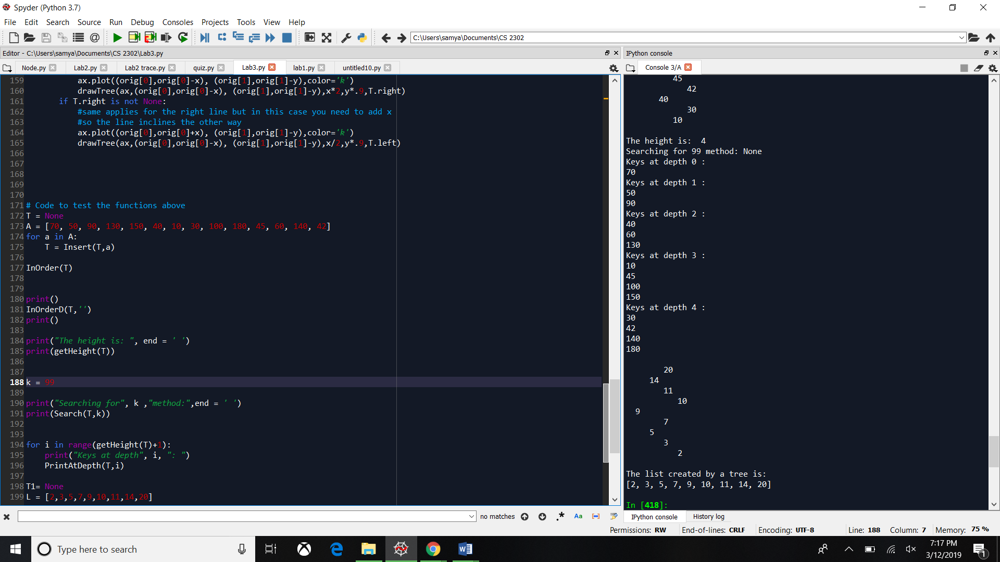 Spyder (Python 3.7)
File Edit Search Source Run Debug Consoles Projects Tools View Help
C:\Users\samya\Documents\CS 2302
Editor - C:\Users\samya\Documents\CS 2302\Lab3.py
Node.py Lab2.py Lab2 trace.py quiz.py Lab3.py lab1.py untitled10.py
159 ax.plot((orig[0],orig[0]-x), (orig[1],orig[1]-y),color='k')
160 drawTree(ax,(orig[0],orig[0]-x), (orig[1],orig[1]-y),x*2,y*.9,T.right)
161 if T.right is not None:
162 #same applies for the right line but in this case you need to add x
163 #so the line inclines the other way
164 ax.plot((orig[0],orig[0]+x), (orig[1],orig[1]-y),color='k')
165 drawTree(ax,(orig[0],orig[0]-x), (orig[1],orig[1]-y),x/2,y*.9,T.left)
166
167
168
169
170
171 # Code to test the functions above
172 T = None
173 A = [70, 50, 90, 130, 150, 40, 10, 30, 100, 180, 45, 60, 140, 42]
174 for a in A:
175 T = Insert(T,a)
176
177 InOrder(T)
178
179
180 print()
181 InOrderD(T,'')
182 print()
183
184 print("The height is: ", end = ' ')
185 print(getHeight(T))
186
187
188 k = 99
189
190 print("Searching for", k ,"method:",end = ' ')
191 print(Search(T,k))
192
193
194 for i in range(getHeight(T)+1):
195 print("Keys at depth", i, ": ")
196 PrintAtDepth(T,i)
197
198 T1= None
199 L = [2,3,5,7,9,10,11,14,20]
no matches
.*
Aa
IPython console
Console 3/A
45
42
40
30
10
The height is:  4
Searching for 99 method: None
Keys at depth 0 :
70
Keys at depth 1 :
50
90
Keys at depth 2 :
40
60
130
Keys at depth 3 :
10
45
100
150
Keys at depth 4 :
30
42
140
180
20
14
11
10
9
7
5
3
2
The list created by a tree is:
[2, 3, 5, 7, 9, 10, 11, 14, 20]
In [418]:
IPython console History log
Permissions: RW End-of-lines: CRLF Encoding: UTF-8 Line: 188 Column: 7 Memory: 75 %
Type here to search
7:17 PM
3/12/2019
1